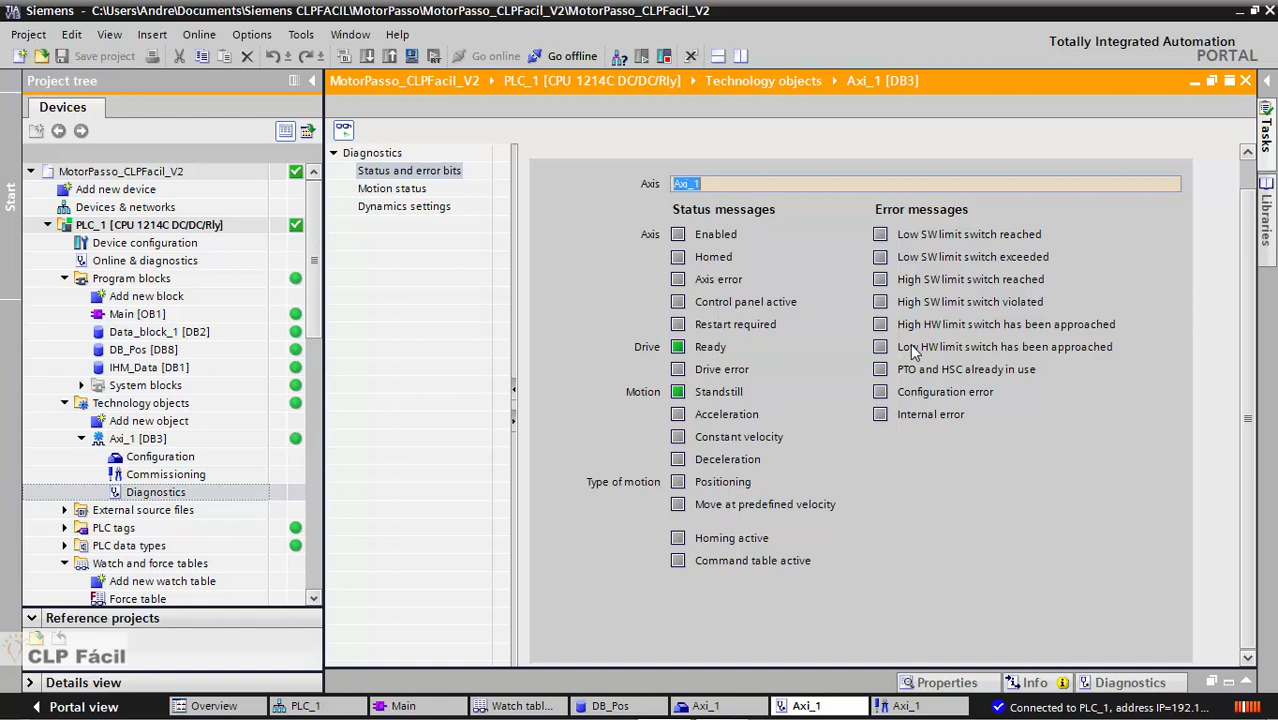 TIA V13 Siemens - C:\Users\Andre\Documents\Siemens CLPFACIL\MotorPasso\MotorPasso_CLPFacil_V2\MotorPasso_CLPFacil_V2
Project Edit View Insert Online Options Tools Window Help
Totally Integrated Automation
PORTAL
Save project Go online Go offline
Project tree
MotorPasso_CLPFacil_V2 PLC_1 [CPU 1214C DC/DC/Rly] Technology objects Axi_1 [DB3]
Devices
Start
Tasks
Libraries
MotorPasso_CLPFacil_V2
Add new device
Devices & networks
PLC_1 [CPU 1214C DC/DC/Rly]
Device configuration
Online & diagnostics
Program blocks
Add new block
Main [OB1]
Data_block_1 [DB2]
DB_Pos [DB8]
IHM_Data [DB1]
System blocks
Technology objects
Add new object
Axi_1 [DB3]
Configuration
Commissioning
Diagnostics
External source files
PLC tags
PLC data types
Watch and force tables
Add new watch table
Force table
Reference projects
CLP Fácil
Details view
Diagnostics
Status and error bits
Motion status
Dynamics settings
Axis Axi_1
Status messages Error messages
Axis Enabled Low SW limit switch reached
Homed Low SW limit switch exceeded
Axis error High SW limit switch reached
Control panel active High SW limit switch violated
Restart required High HW limit switch has been approached
Drive Ready Low HW limit switch has been approached
Drive error PTO and HSC already in use
Motion Standstill Configuration error
Acceleration Internal error
Constant velocity
Deceleration
Type of motion Positioning
Move at predefined velocity
Homing active
Command table active
Properties Info Diagnostics
Portal view Overview PLC_1 Main Watch tabl... DB_Pos Axi_1 Axi_1 Axi_1 Connected to PLC_1, address IP=192.1...